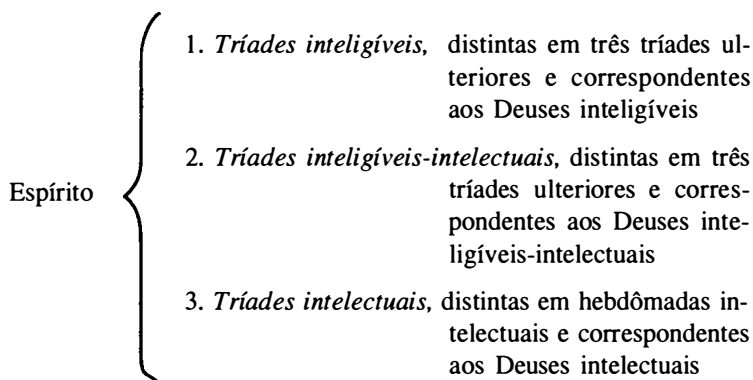 1. Tríades inteligíveis, distintas em três tríades ul-
teriores e correspondentes
aos Deuses inteligíveis
2. Tríades inteligíveis-intelectuais, distintas em três
Espírito
tríades ulteriores e corres-
pondentes aos Deuses inte-
ligíveis-intelectuais
3. Tríades intelectuais, distintas em hebdômadas in-
telectuais e correspondentes
aos Deuses intelectuais